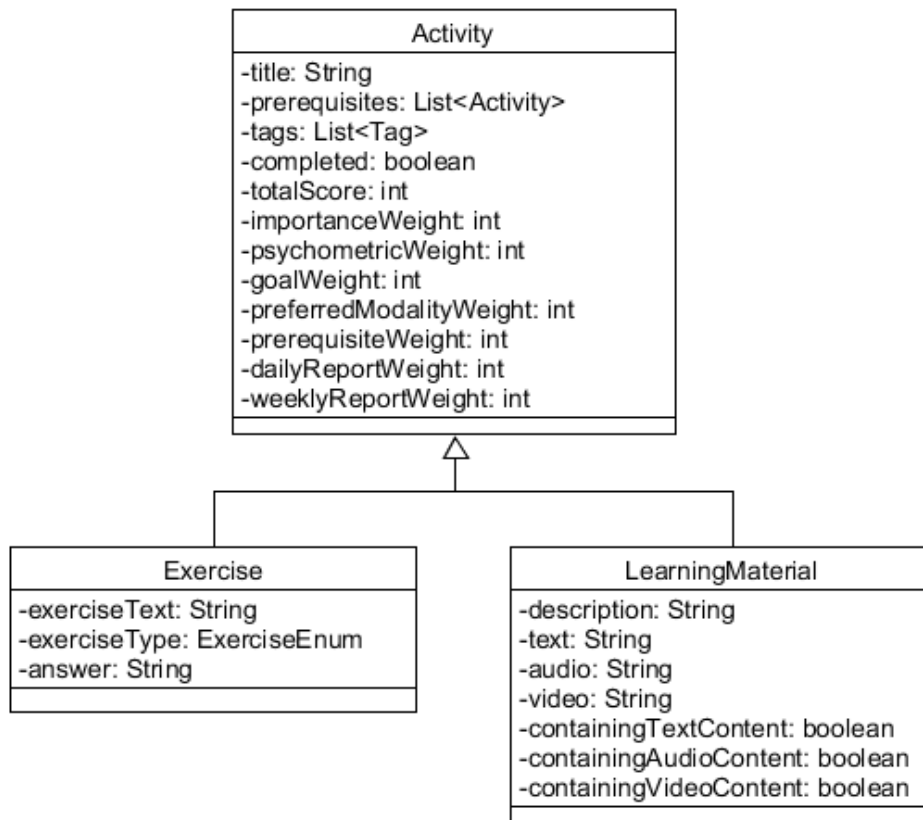 Activity
-title: String
-prerequisites: List<Activity>
-tags: List<Tag>
-completed: boolean
-totalScore: int
-importanceWeight: int
-psychometricWeight: int
-goalWeight: int
-preferredModalityWeight: int
-prerequisiteWeight: int
-dailyReportWeight: int
-weeklyReportWeight: int
Exercise
-exerciseText: String
-exerciseType: ExerciseEnum
-answer: String
LearningMaterial
-description: String
-text: String
-audio: String
-video: String
-containingTextContent: boolean
-containingAudioContent: boolean
-containingVideoContent: boolean